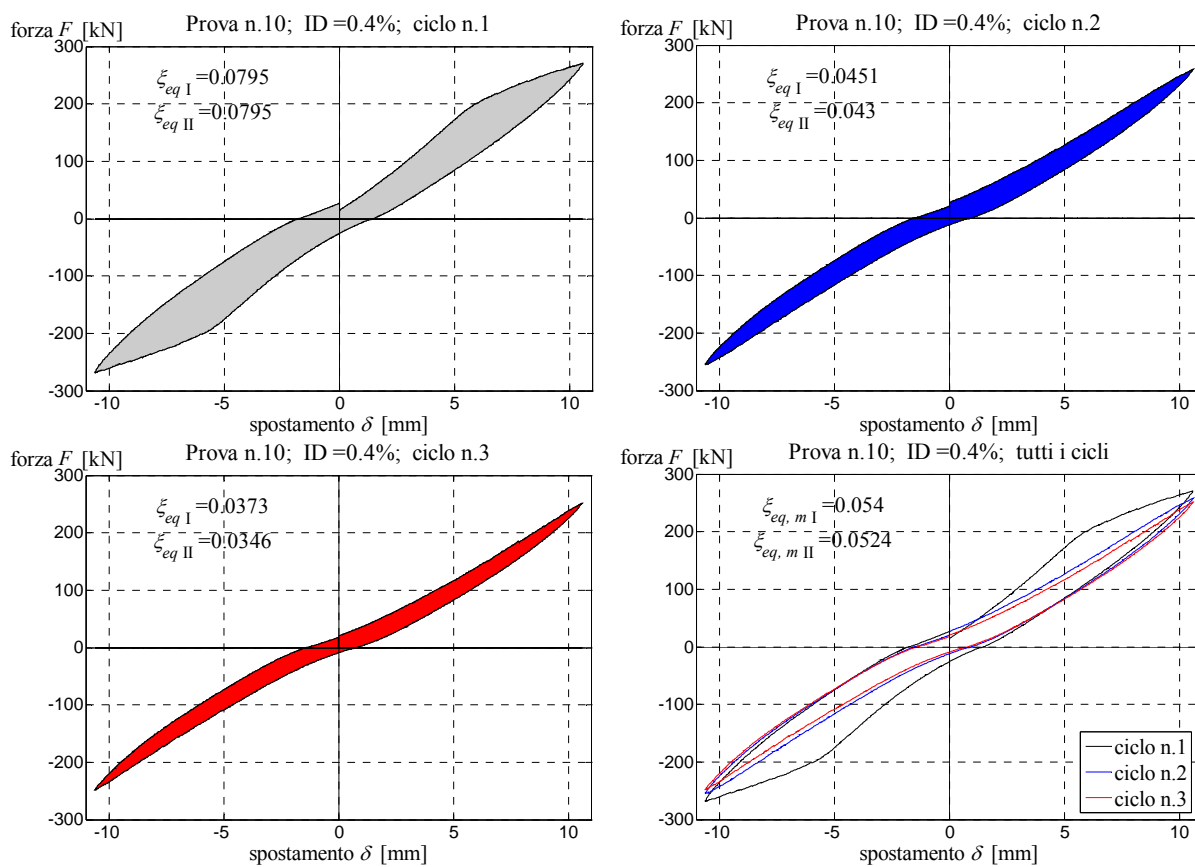 Prova n.10; ID =0.4%; ciclo n.1
forza F [kN]
300
200
100
0
-100
-200
-300
ξeq I =0.0795
ξeq II =0.0795
-10 -5 0 5 10
spostamento δ [mm]
Prova n.10; ID =0.4%; ciclo n.2
forza F [kN]
300
200
100
0
-100
-200
-300
ξeq I =0.0451
ξeq II =0.043
-10 -5 0 5 10
spostamento δ [mm]
Prova n.10; ID =0.4%; ciclo n.3
forza F [kN]
300
200
100
0
-100
-200
-300
ξeq I =0.0373
ξeq II =0.0346
-10 -5 0 5 10
spostamento δ [mm]
Prova n.10; ID =0.4%; tutti i cicli
forza F [kN]
300
200
100
0
-100
-200
-300
ξeq, m I =0.054
ξeq, m II =0.0524
ciclo n.1
ciclo n.2
ciclo n.3
-10 -5 0 5 10
spostamento δ [mm]